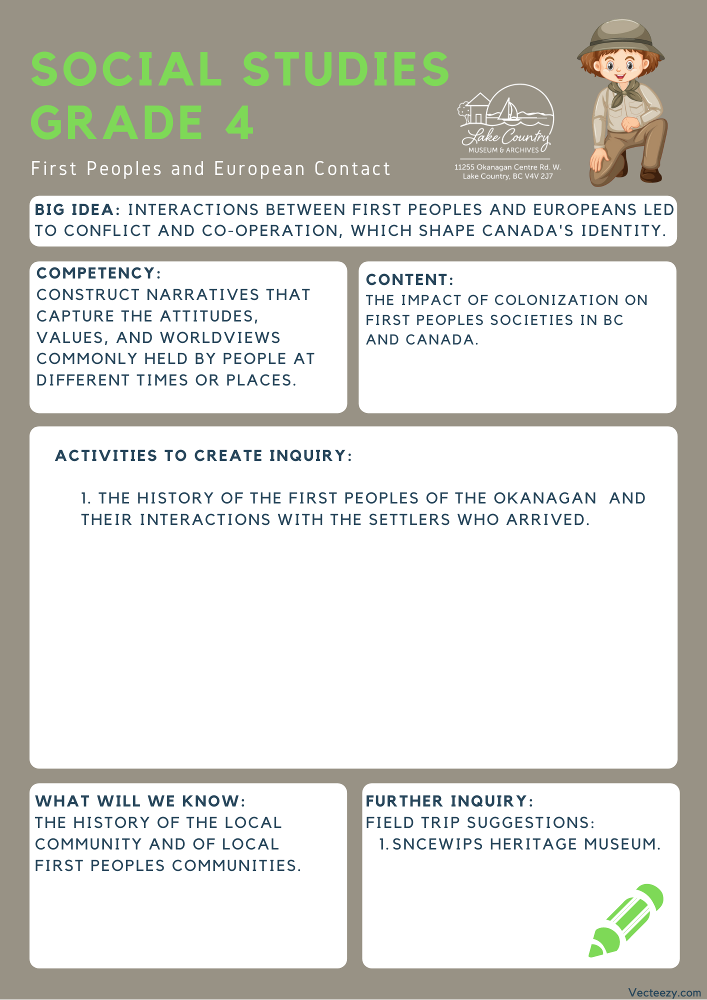 SOCIAL STUDIES
GRADE 4
First Peoples and European Contact
Lake Country
MUSEUM & ARCHIVES
11255 Okanagan Centre Rd. W.
Lake Country, BC V4V 2J7
BIG IDEA: INTERACTIONS BETWEEN FIRST PEOPLES AND EUROPEANS LED
TO CONFLICT AND CO-OPERATION, WHICH SHAPE CANADA'S IDENTITY.
COMPETENCY:
CONSTRUCT NARRATIVES THAT
CAPTURE THE ATTITUDES,
VALUES, AND WORLDVIEWS
COMMONLY HELD BY PEOPLE AT
DIFFERENT TIMES OR PLACES.
CONTENT:
THE IMPACT OF COLONIZATION ON
FIRST PEOPLES SOCIETIES IN BC
AND CANADA.
ACTIVITIES TO CREATE INQUIRY:
1. THE HISTORY OF THE FIRST PEOPLES OF THE OKANAGAN AND
THEIR INTERACTIONS WITH THE SETTLERS WHO ARRIVED.
WHAT WILL WE KNOW:
THE HISTORY OF THE LOCAL
COMMUNITY AND OF LOCAL
FIRST PEOPLES COMMUNITIES.
FURTHER INQUIRY:
FIELD TRIP SUGGESTIONS:
1. SNCEWIPS HERITAGE MUSEUM.
Vecteezy.com